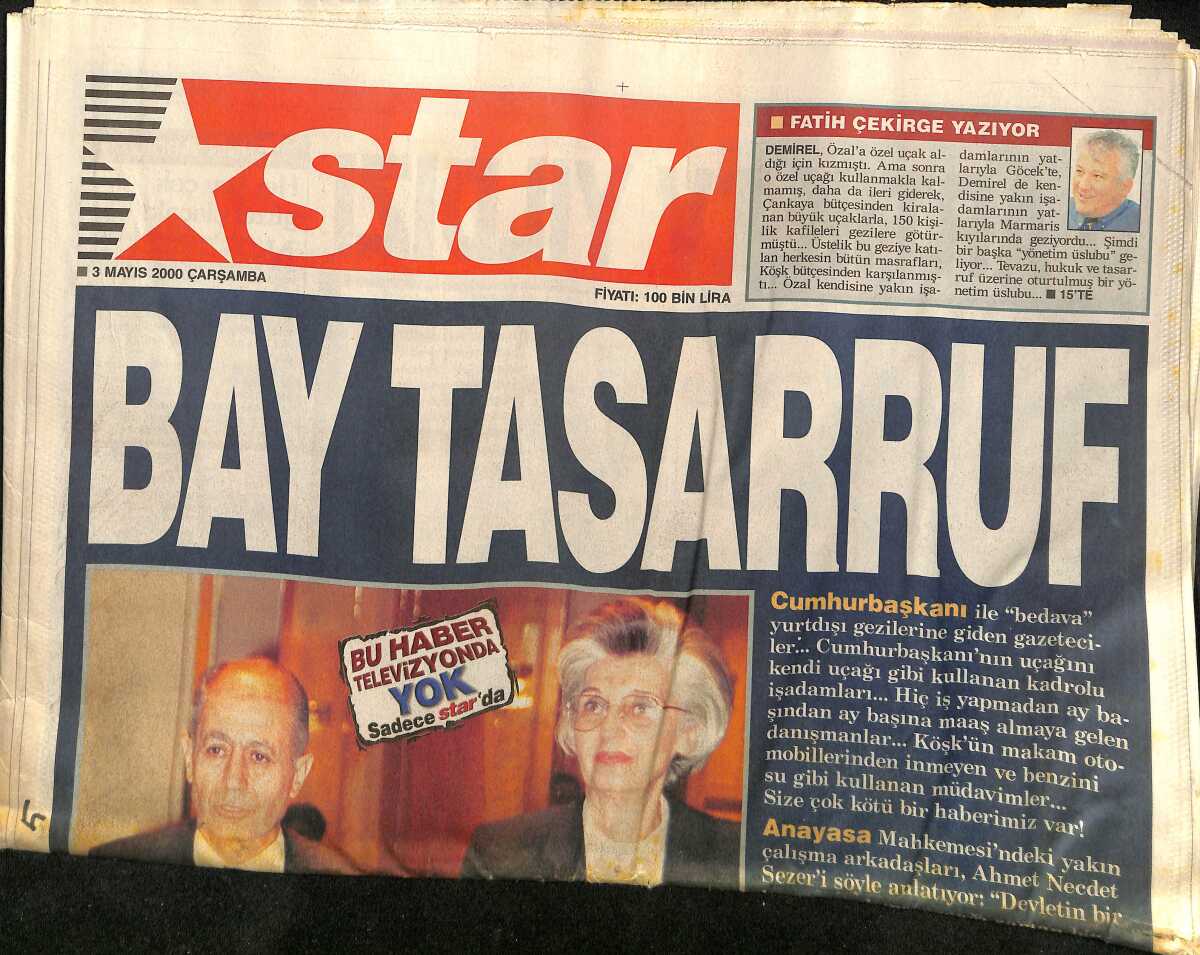 star
3 MAYIS 2000 ÇARŞAMBA
FİYATI: 100 BİN LİRA
FATİH ÇEKİRGE YAZIYOR
DEMİREL, Özal'a özel uçak al-
dığı için kızmıştı. Ama sonra
o özel uçağı kullanmakla kal-
mamış, daha da ileri giderek,
Çankaya bütçesinden kirala-
nan büyük uçaklarla, 150 kişi-
lik kafileleri gezilere götür-
müştü... Üstelik bu geziye katı-
lan herkesin bütün masrafları,
Köşk bütçesinden karşılanmış-
tı... Özal kendisine yakın işa-
damlarının yat-
larıyla Göcek'te,
Demirel de ken-
disine yakın işa-
damlarının yat-
larıyla Marmaris
kıyılarında geziyordu... Şimdi
bir başka "yönetim üslubu" ge-
liyor... Tevazu, hukuk ve tasar-
ruf üzerine oturtulmuş bir yö-
netim üslubu... 15'TE
BAY TASARRUF
BU HABER
TELEVİZYONDA
YOK
Sadece star'da
Cumhurbaşkanı ile "bedava"
yurtdışı gezilerine giden gazeteci-
ler... Cumhurbaşkanı'nın uçağını
kendi uçağı gibi kullanan kadrolu
işadamları... Hiç iş yapmadan ay ba-
şından ay başına maaş almaya gelen
danışmanlar... Köşk'ün makam oto-
mobillerinden inmeyen ve benzini
su gibi kullanan müdavimler...
Size çok kötü bir haberimiz var!
Anayasa Mahkemesi'ndeki yakın
çalışma arkadaşları, Ahmet Necdet
Sezer'i şöyle anlatıyor: "Devletin bir
5